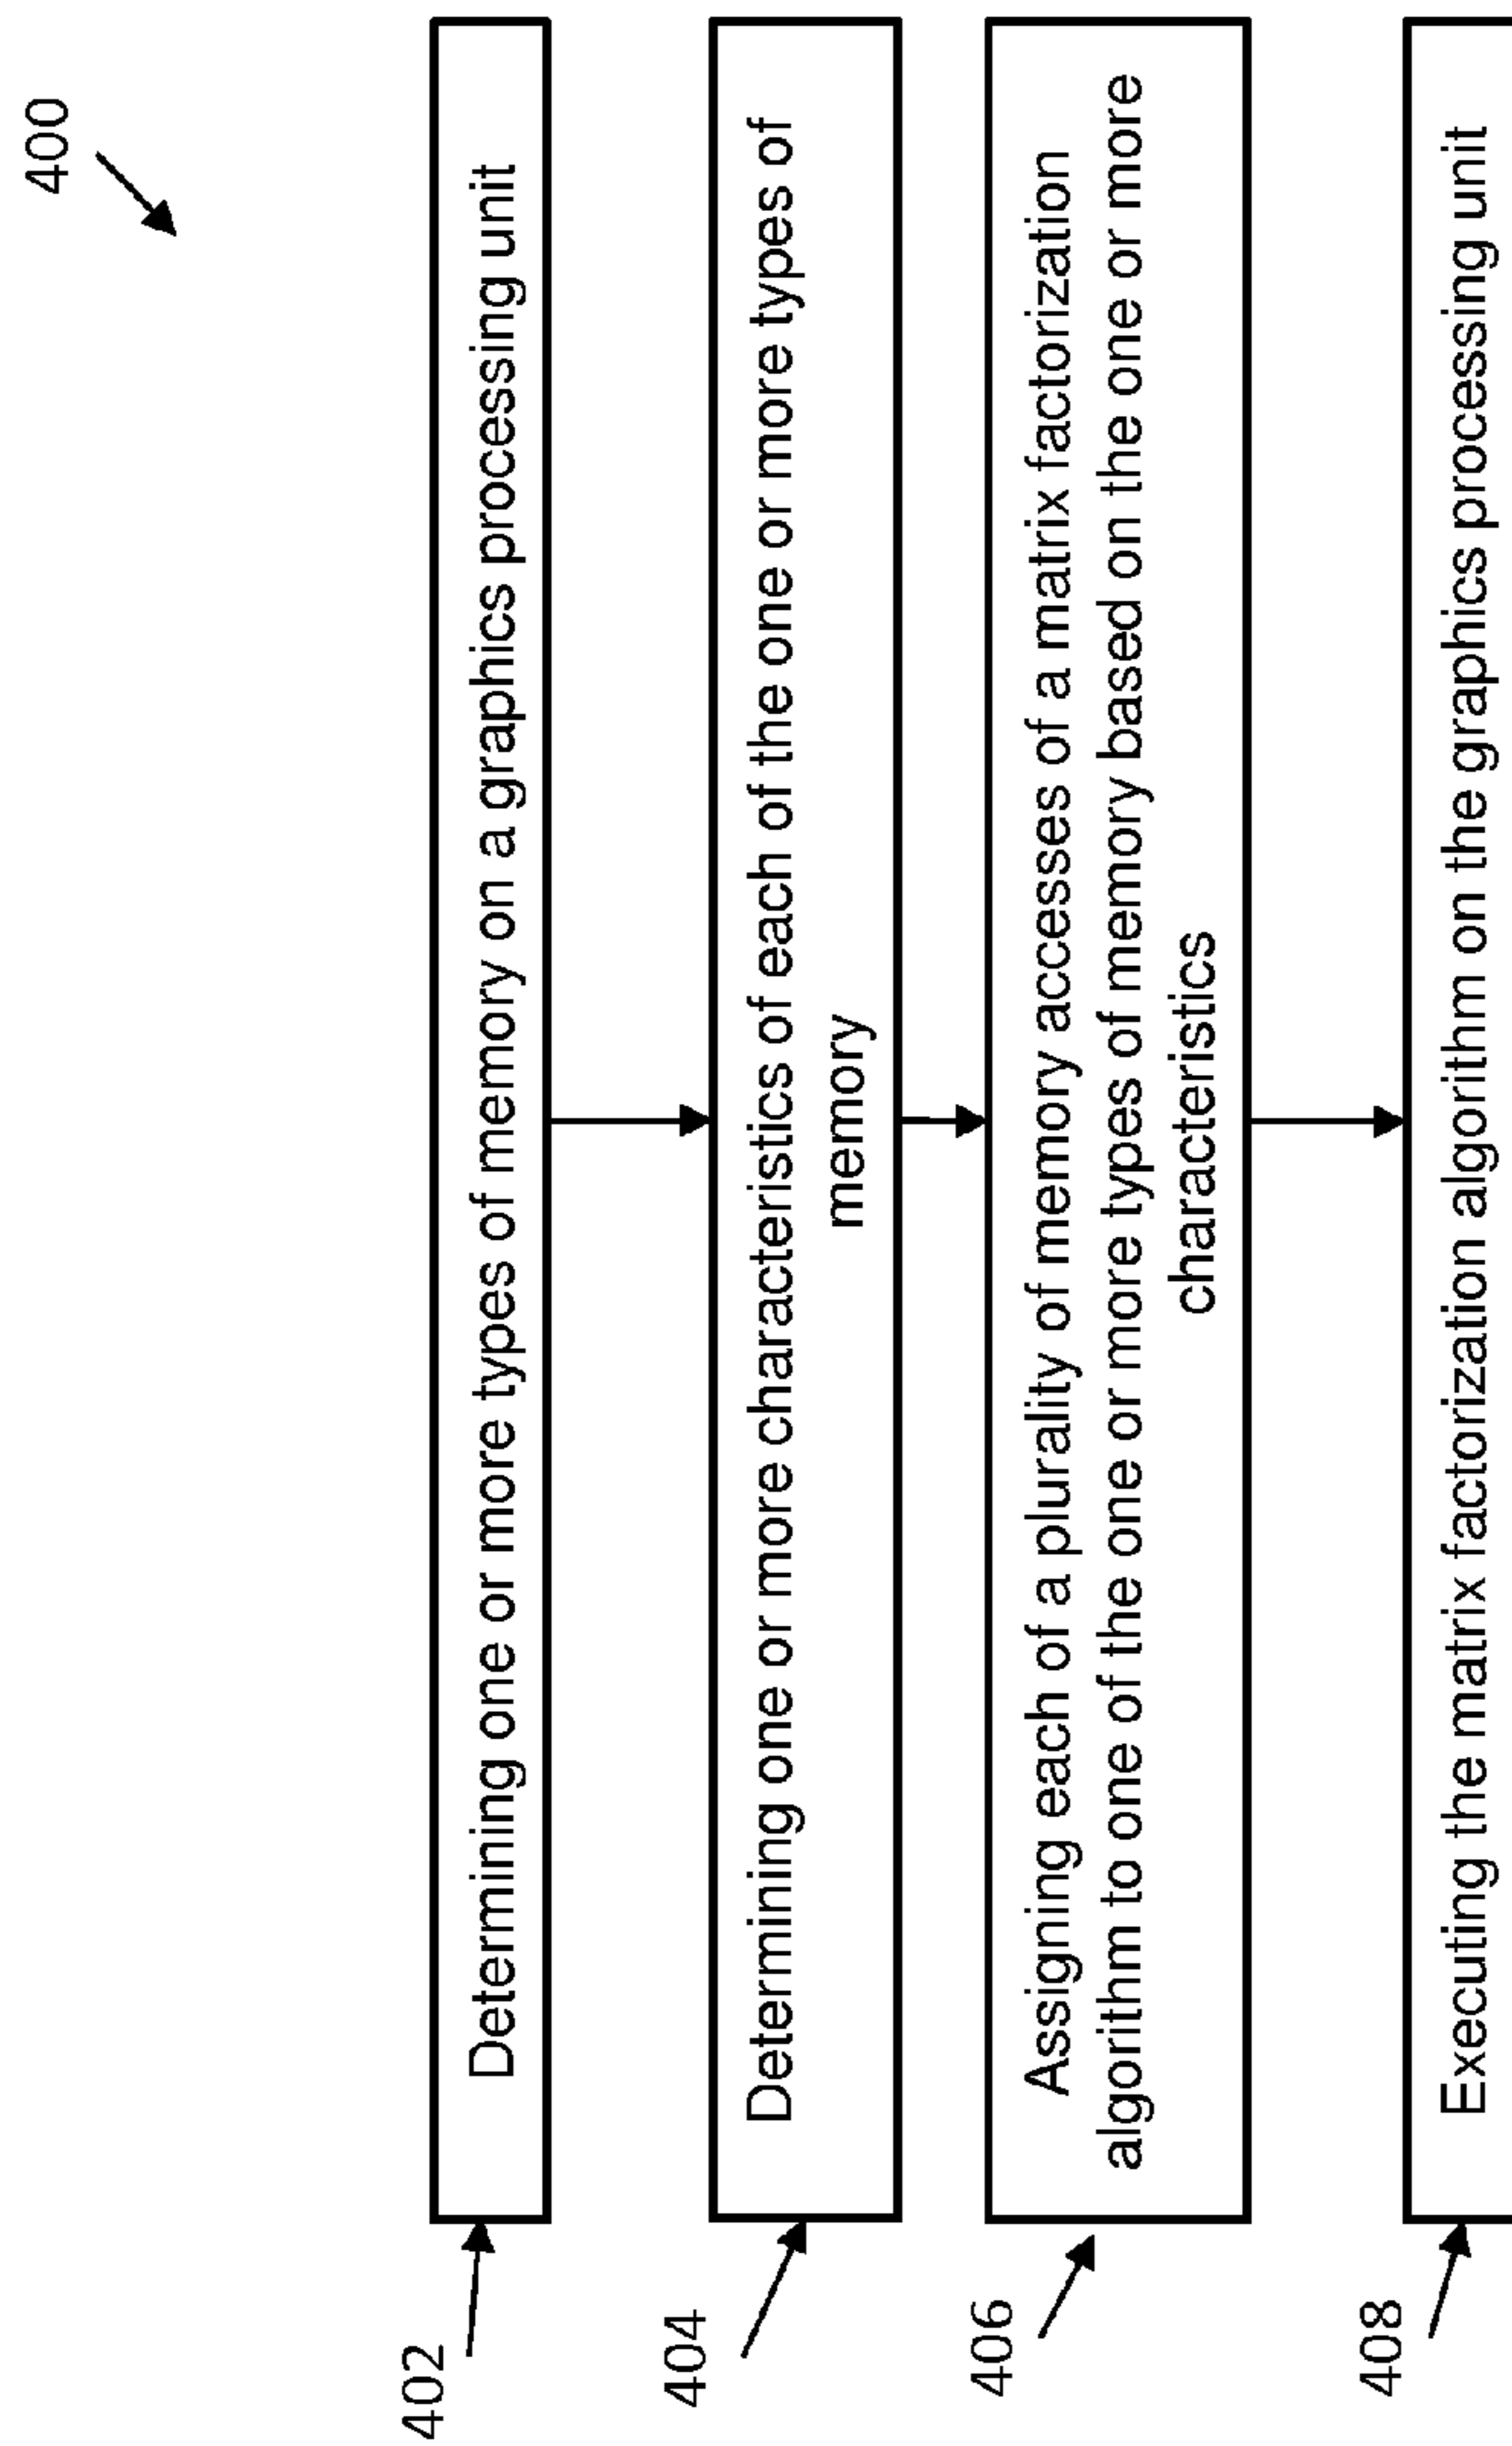 400
402
Determining one or more types of memory on a graphics processing unit
404
Determining one or more characteristics of each of the one or more types of
memory
406
Assigning each of a plurality of memory accesses of a matrix factorization
algorithm to one of the one or more types of memory based on the one or more
characteristics
408
Executing the matrix factorization algorithm on the graphics processing unit